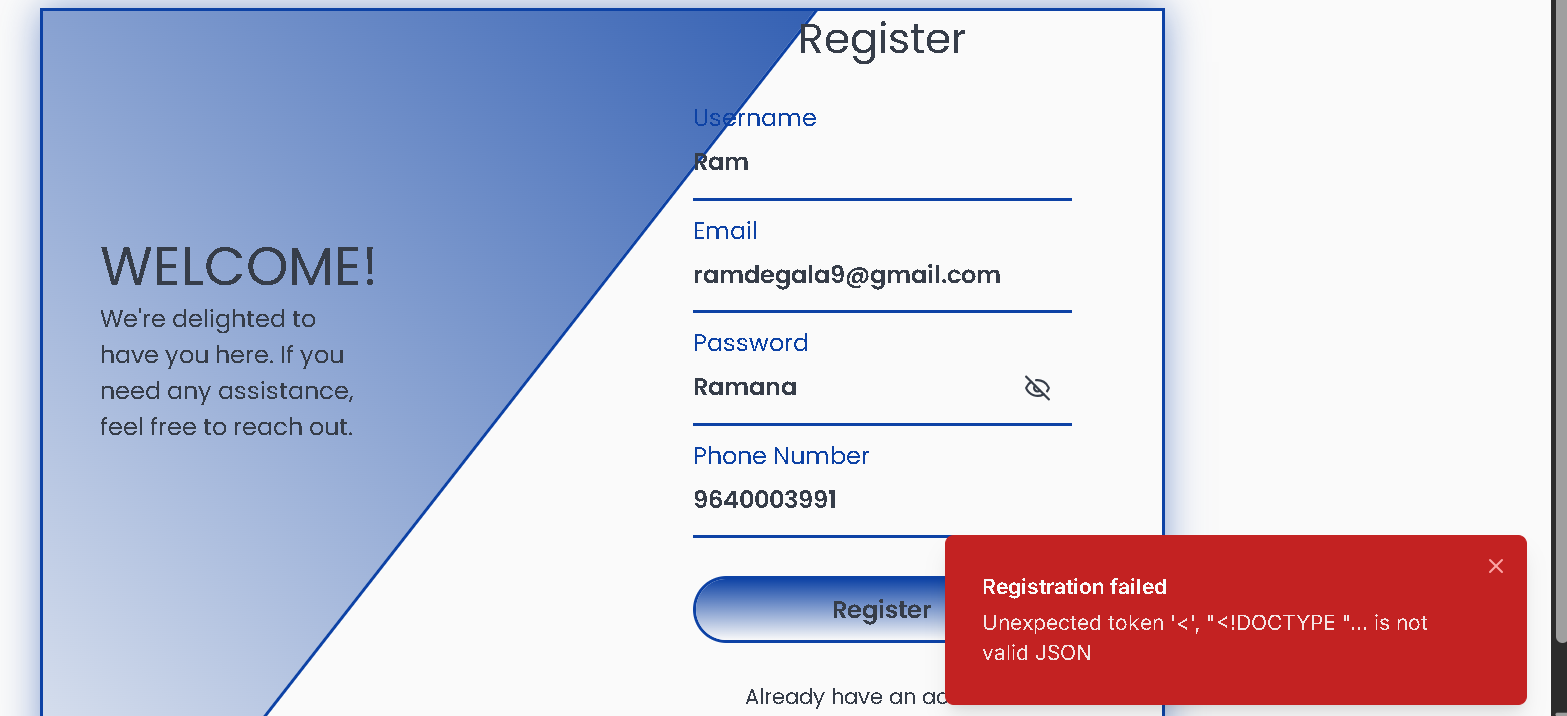 Register
Username
Ram
Email
ramdegala9@gmail.com
Password
Ramana
Phone Number
9640003991
Register
Already have an ac
WELCOME!
We're delighted to
have you here. If you
need any assistance,
feel free to reach out.
Registration failed
Unexpected token '<', "<!DOCTYPE "... is not
valid JSON